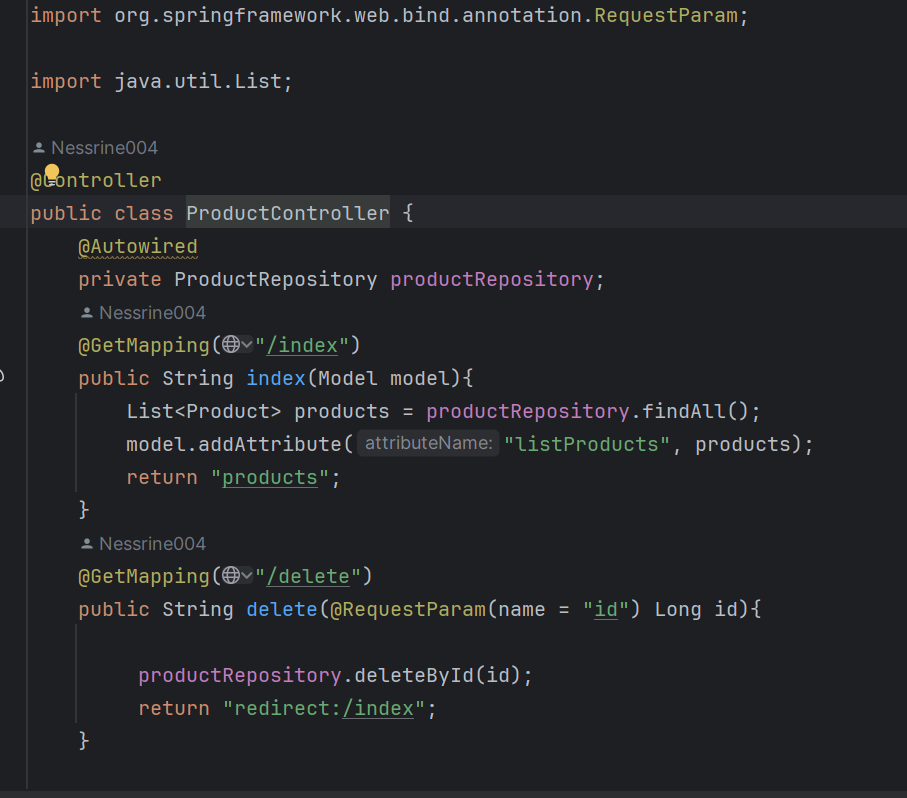 import org.springframework.web.bind.annotation.RequestParam;
import java.util.List;
Nessrine004
@Controller
public class ProductController {
@Autowired
private ProductRepository productRepository;
Nessrine004
@GetMapping("/index")
public String index(Model model){
List<Product> products = productRepository.findAll();
model.addAttribute( attributeName: "listProducts", products);
return "products";
}
Nessrine004
@GetMapping("/delete")
public String delete(@RequestParam(name = "id") Long id){
productRepository.deleteById(id);
return "redirect:/index";
}